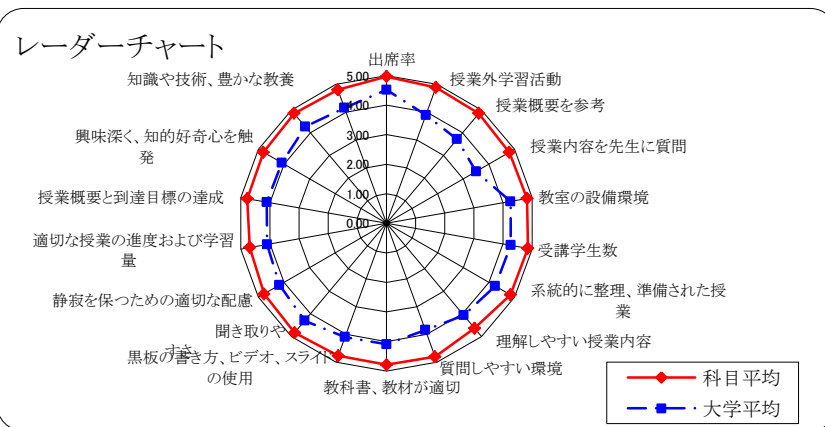 レーダーチャート
出席率
授業外学習活動
授業概要を参考
授業内容を先生に質問
教室の設備環境
受講学生数
系統的に整理、準備された授
業
理解しやすい授業内容
質問しやすい環境
教科書、教材が適切
黒板の書き方、ビデオ、スライド
の使用
聞き取りや
すさ
静寂を保つための適切な配慮
適切な授業の進度および学習
量
授業概要と到達目標の達成
興味深く、知的好奇心を触
発
知識や技術、豊かな教養
5.00
4.00
3.00
2.00
1.00
0.00
科目平均
大学平均